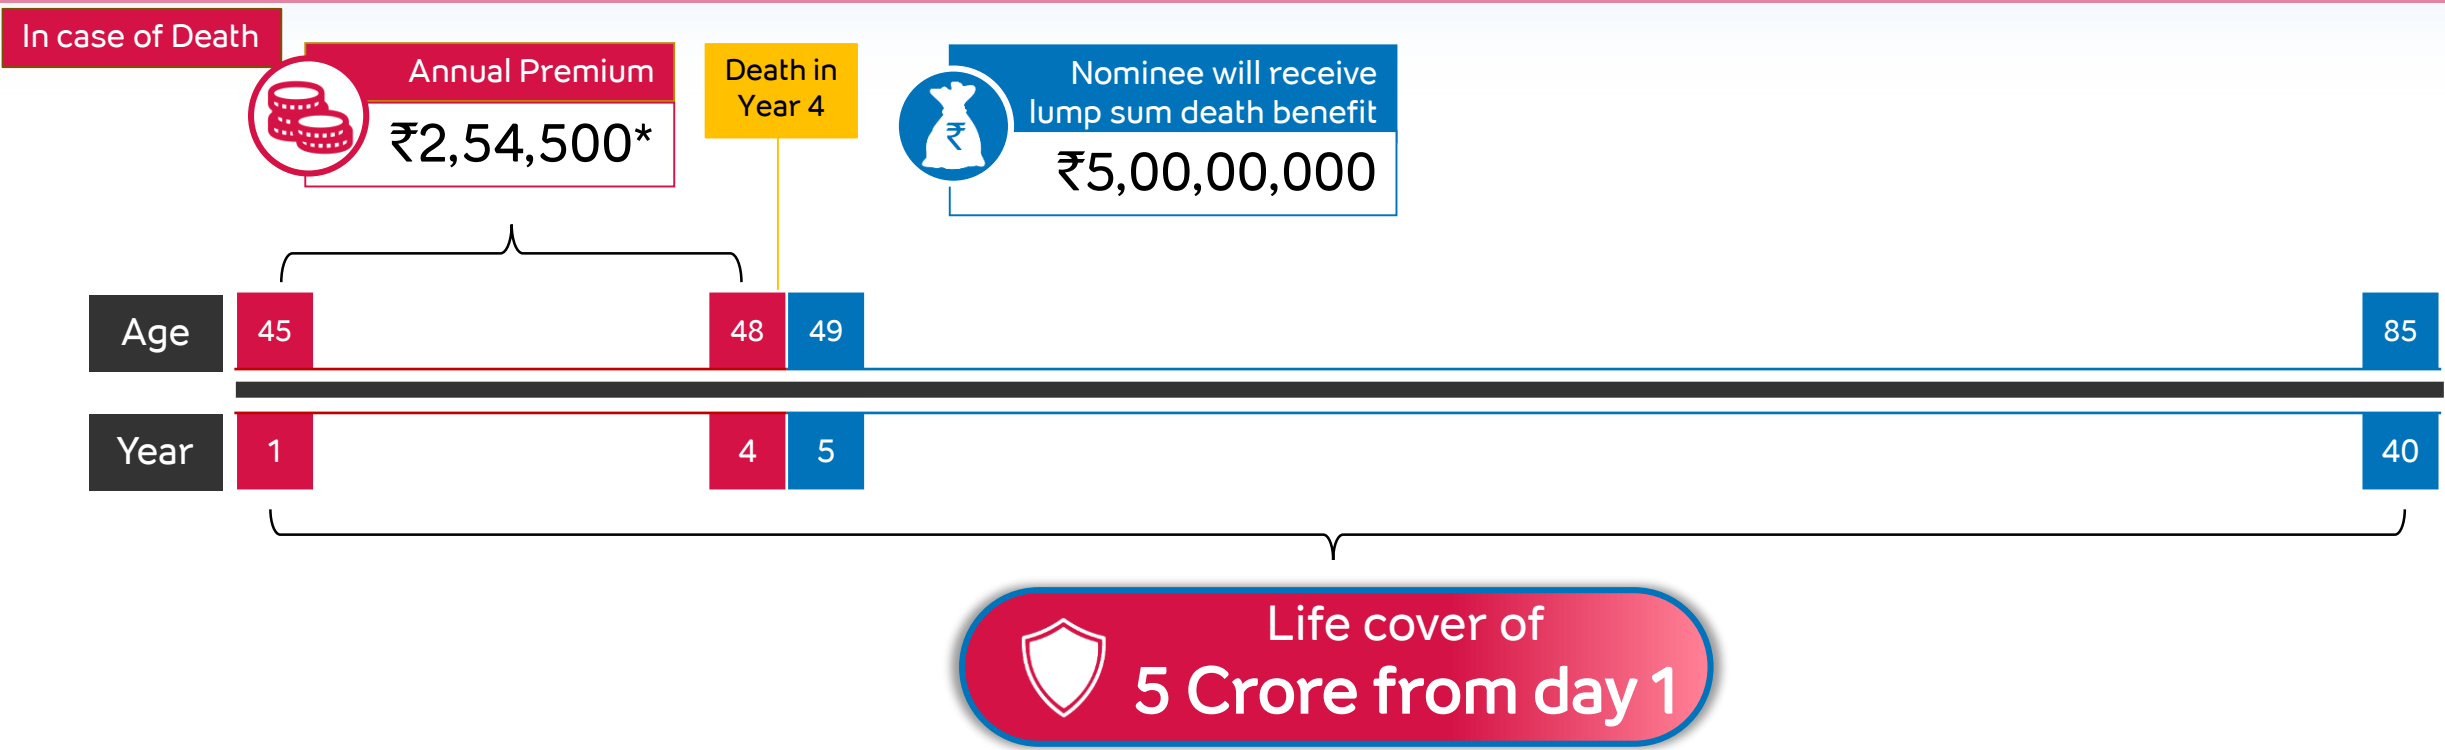 In case of Death
Annual Premium
₹2,54,500*
Death in
Year 4
Nominee will receive
lump sum death benefit
₹
₹5,00,00,000
Age
45
48
49
85
Year
1
4
5
40
Life cover of
5 Crore from day 1